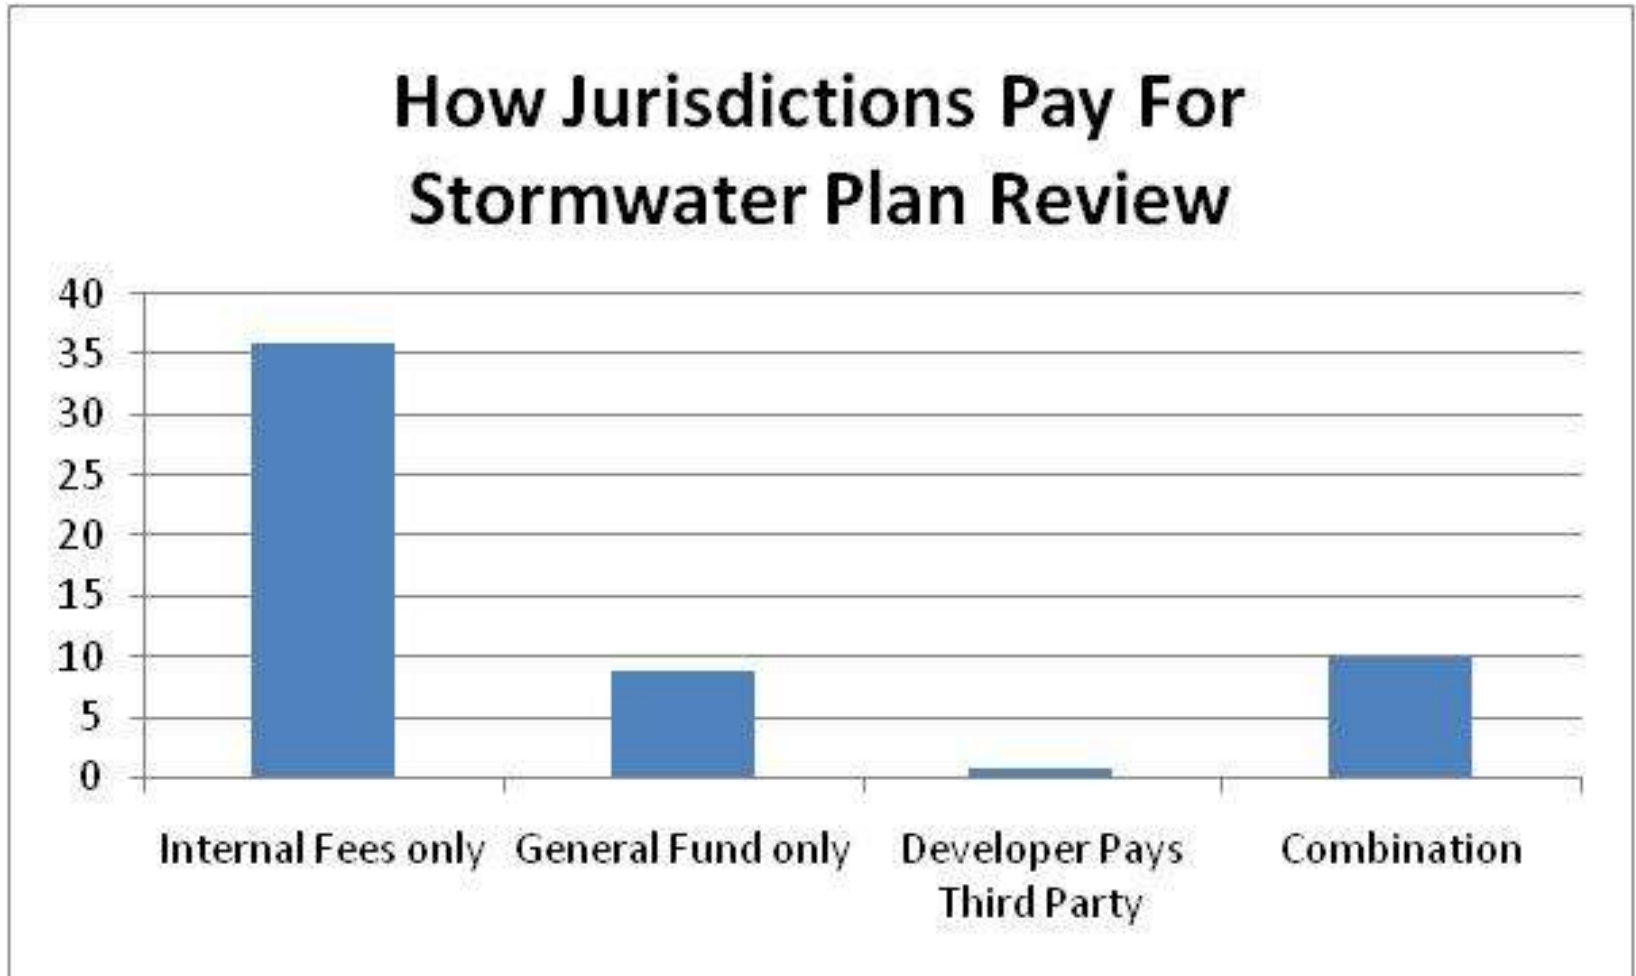 How Jurisdictions Pay For
Stormwater Plan Review
40
35
30
25
20
15
10
5
0
Internal Fees only
General Fund only
Developer Pays
Third Party
Combination